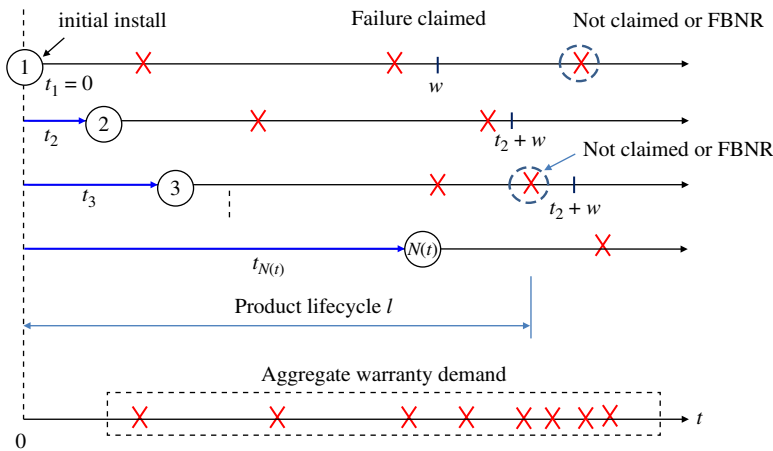 initial install
Failure claimed
Not claimed or FBNR
1
t₁ = 0
w
2
t₂
t₂ + w
Not claimed or FBNR
3
t₃
t₂ + w
N(t)
t_N(t)
Product lifecycle l
Aggregate warranty demand
t
0